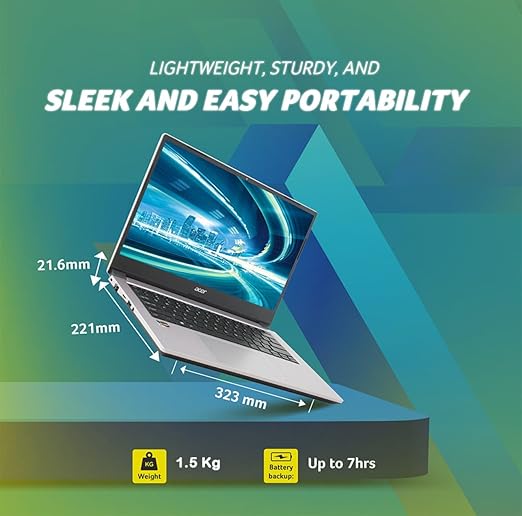 LIGHTWEIGHT, STURDY, AND
SLEEK AND EASY PORTABILITY
21.6mm
221mm
acer
323 mm
KG
Weight
1.5 Kg
Battery
backup:
Up to 7hrs